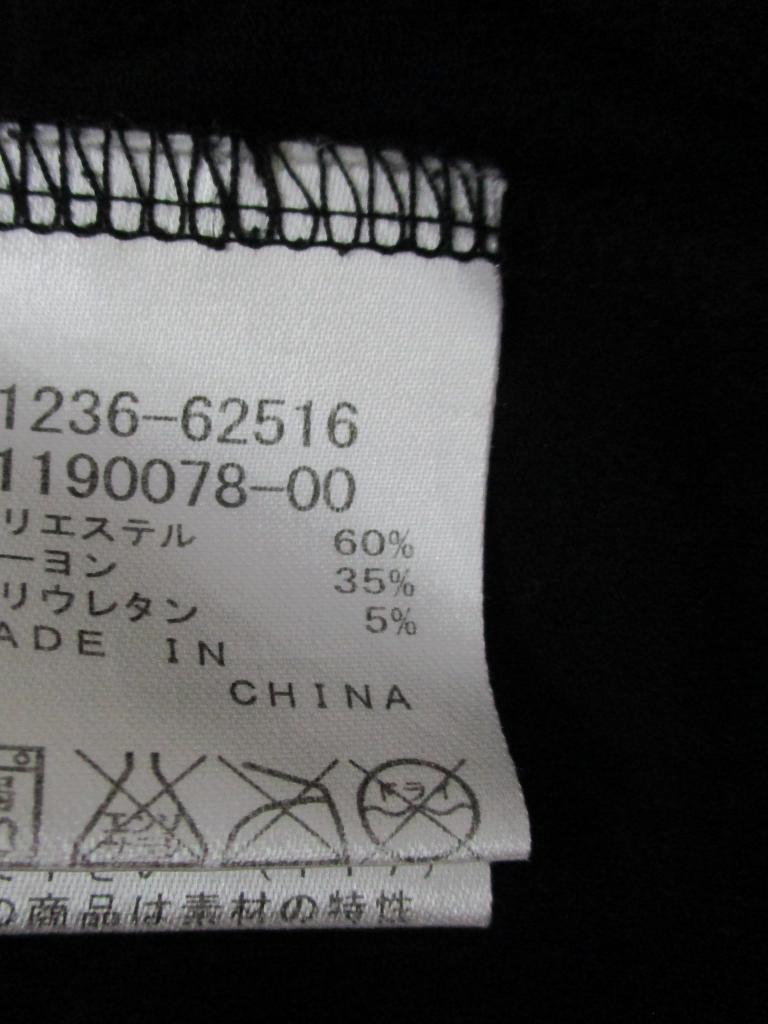 1236-62516
1190078-00
リエステル 60%
ーヨン 35%
リウレタン 5%
ADE IN
CHINA
ドライ
の商品は素材の特性